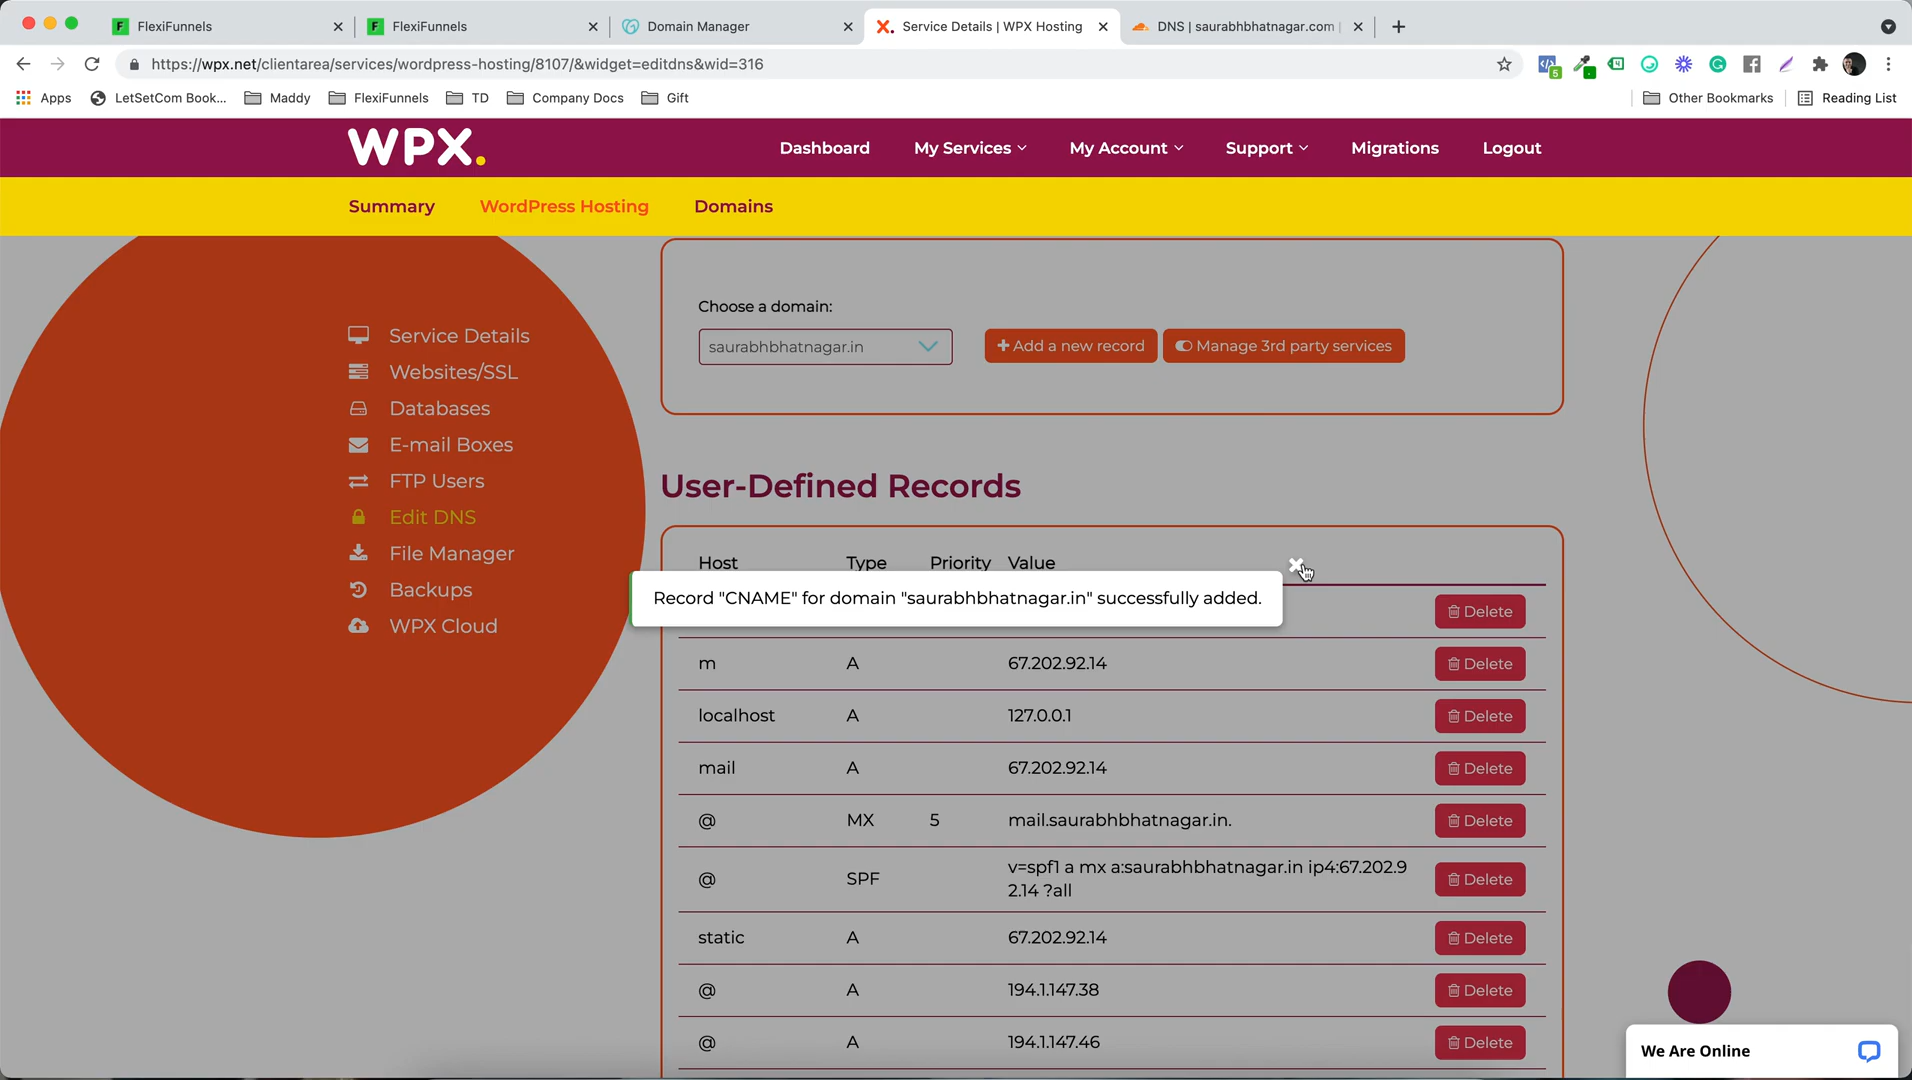 FlexiFunnels
FlexiFunnels
Domain Manager
Service Details | WPX Hosting
DNS | saurabhbhatnagar.com |
https://wpx.net/clientarea/services/wordpress-hosting/8107/&widget=editdns&wid=316
Apps
LetSetCom Book...
Maddy
FlexiFunnels
TD
Company Docs
Gift
Other Bookmarks
Reading List
WPX.
Dashboard
My Services
My Account
Support
Migrations
Logout
Summary
WordPress Hosting
Domains
Service Details
Websites/SSL
Databases
E-mail Boxes
FTP Users
Edit DNS
File Manager
Backups
WPX Cloud
Choose a domain:
saurabhbhatnagar.in
Add a new record
Manage 3rd party services
User-Defined Records
Host Type Priority Value
Record "CNAME" for domain "saurabhbhatnagar.in" successfully added.
Delete
m A 67.202.92.14 Delete
localhost A 127.0.0.1 Delete
mail A 67.202.92.14 Delete
@ MX 5 mail.saurabhbhatnagar.in. Delete
@ SPF v=spf1 a mx a:saurabhbhatnagar.in ip4:67.202.9
2.14 ?all Delete
static A 67.202.92.14 Delete
@ A 194.1.147.38 Delete
@ A 194.1.147.46 Delete
We Are Online